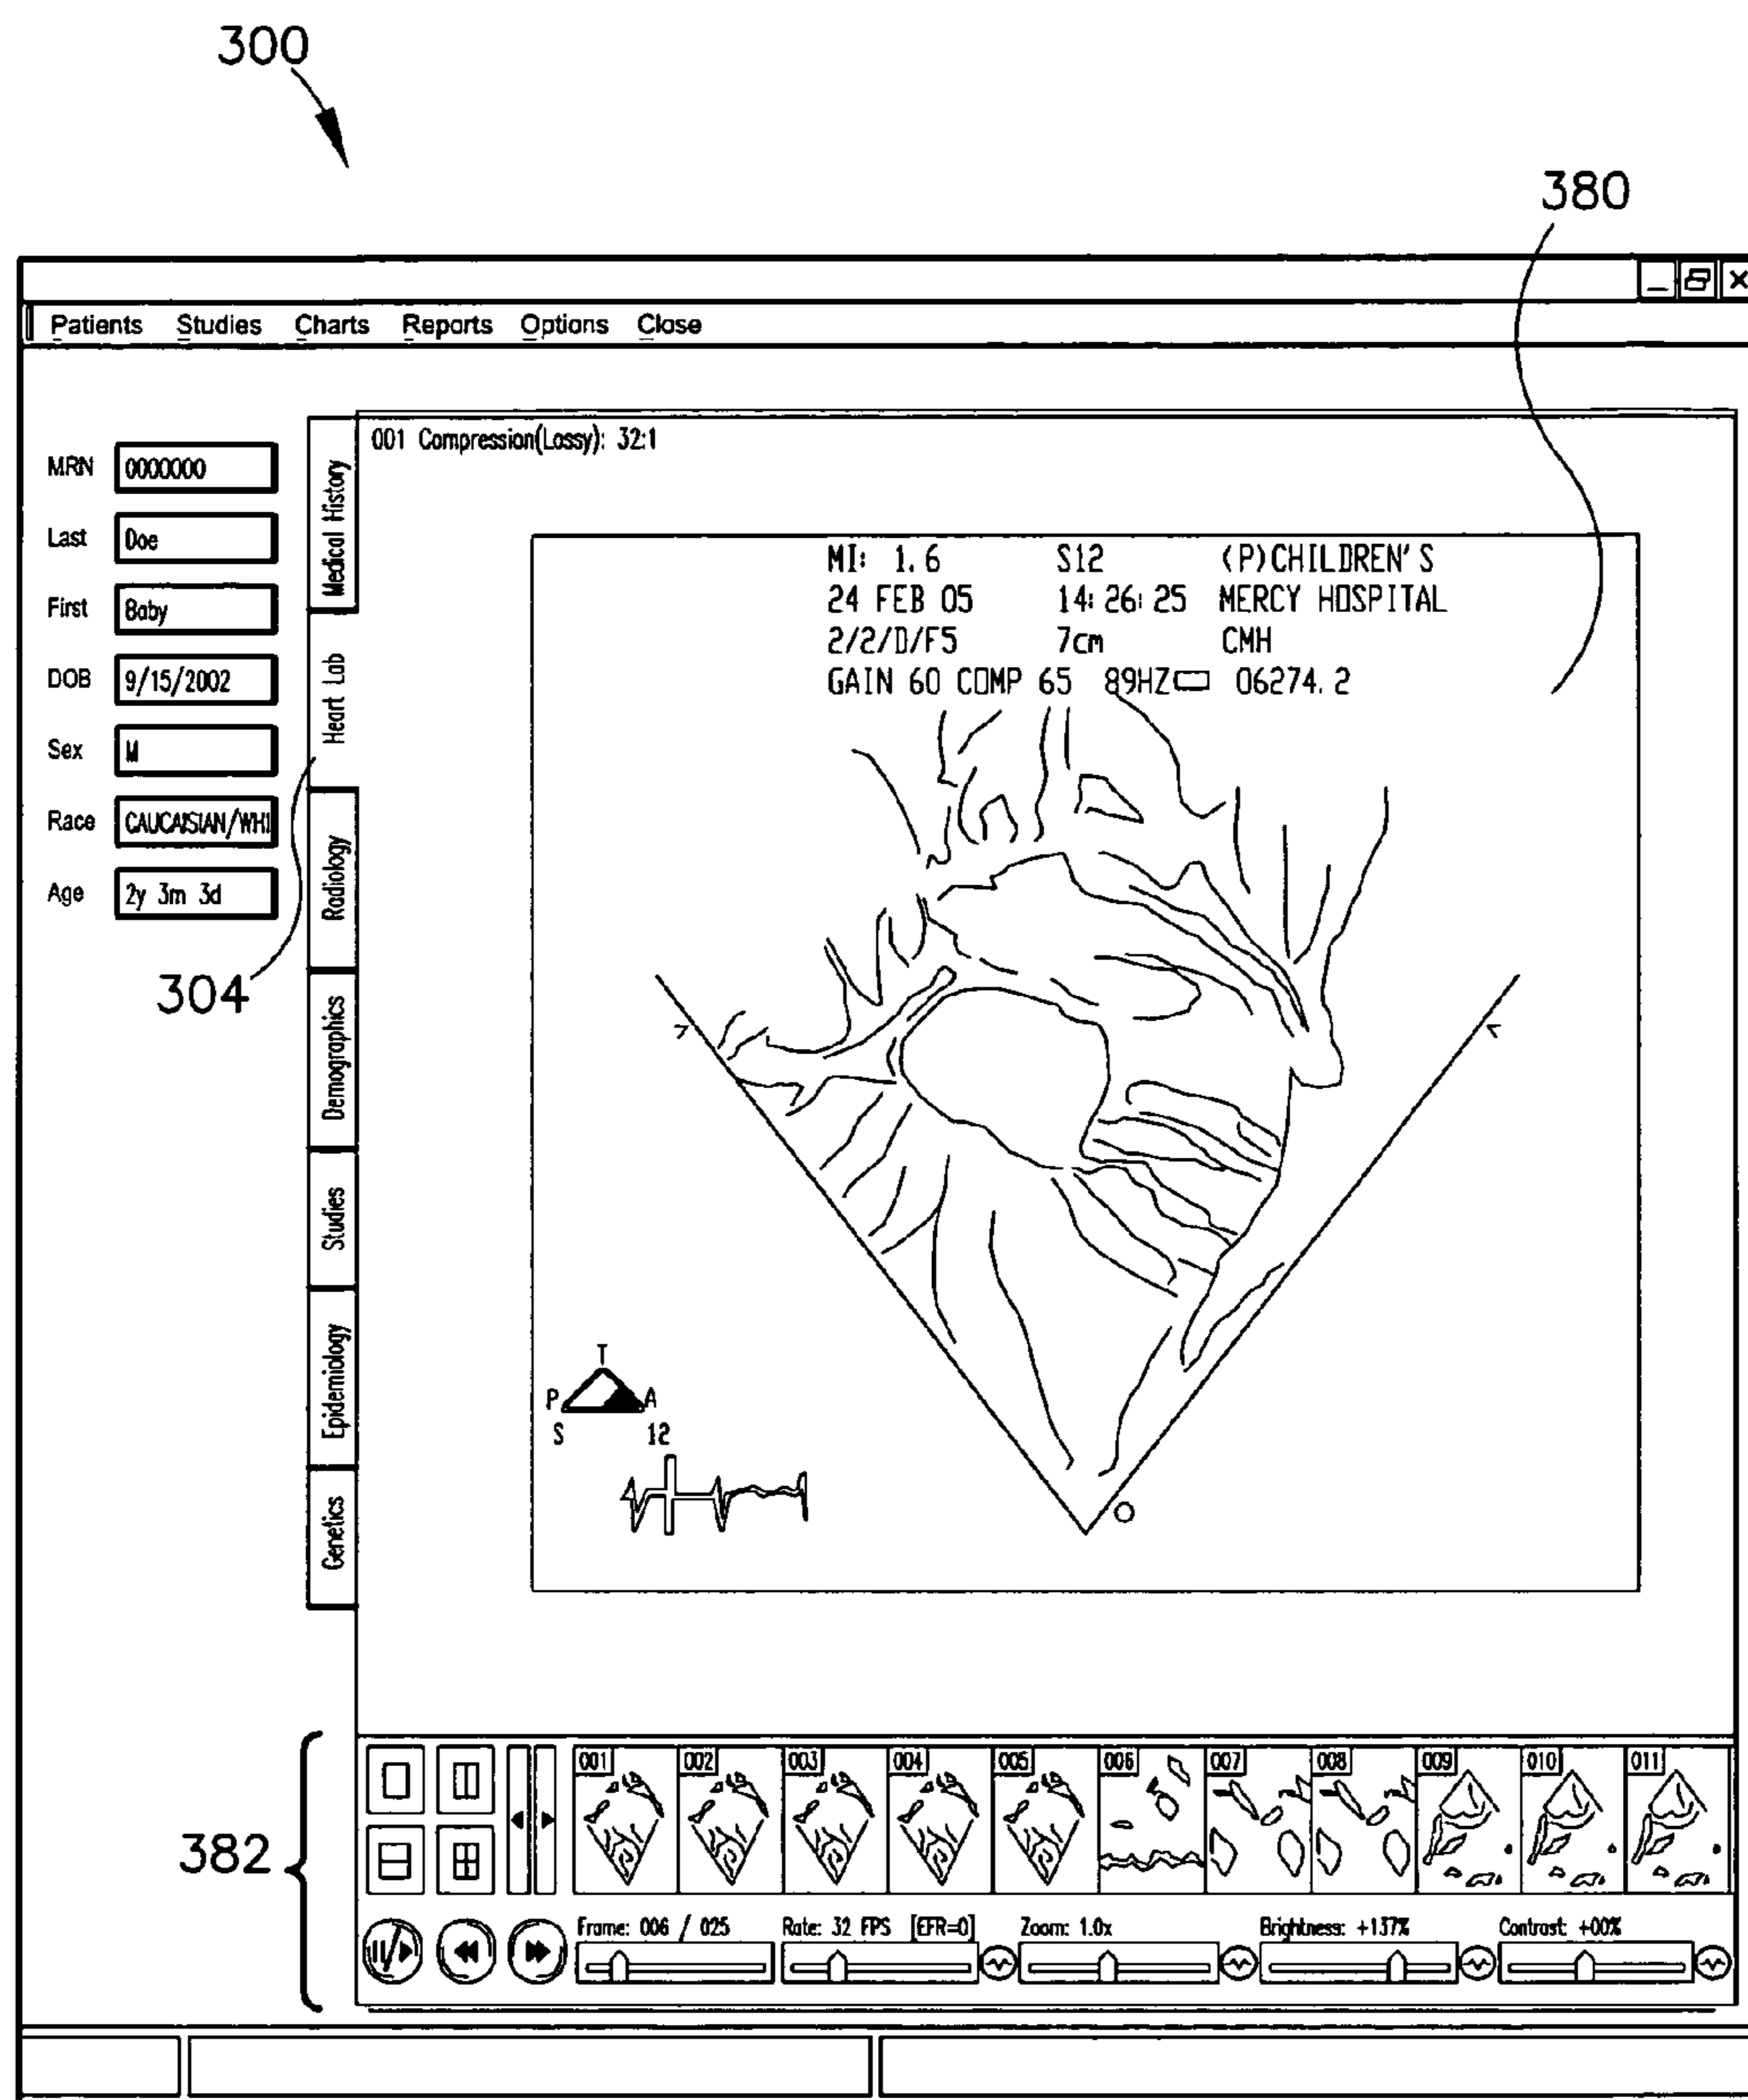 300
380
Patients Studies Charts Reports Options Close
MRN 0000000
Last Doe
First Baby
DOB 9/15/2002
Sex M
Race CAUCAISIAN/WHI
Age 2y 3m 3d
304
Medical History
Heart Lab
Radiology
Demographics
Studies
Epidemiology
Genetics
001 Compression(Lossy): 32:1
MI: 1.6 S12 (P)CHILDREN'S
24 FEB 05 14:26:25 MERCY HOSPITAL
2/2/D/F5 7cm CMH
GAIN 60 COMP 65 89HZ 06274.2
T
P A
S 12
382
001 002 003 004 005 006 007 008 009 010 011
Frame: 006 / 025 Rate: 32 FPS [EFR=0] Zoom: 1.0x Brightness: +137% Contrast: +00%